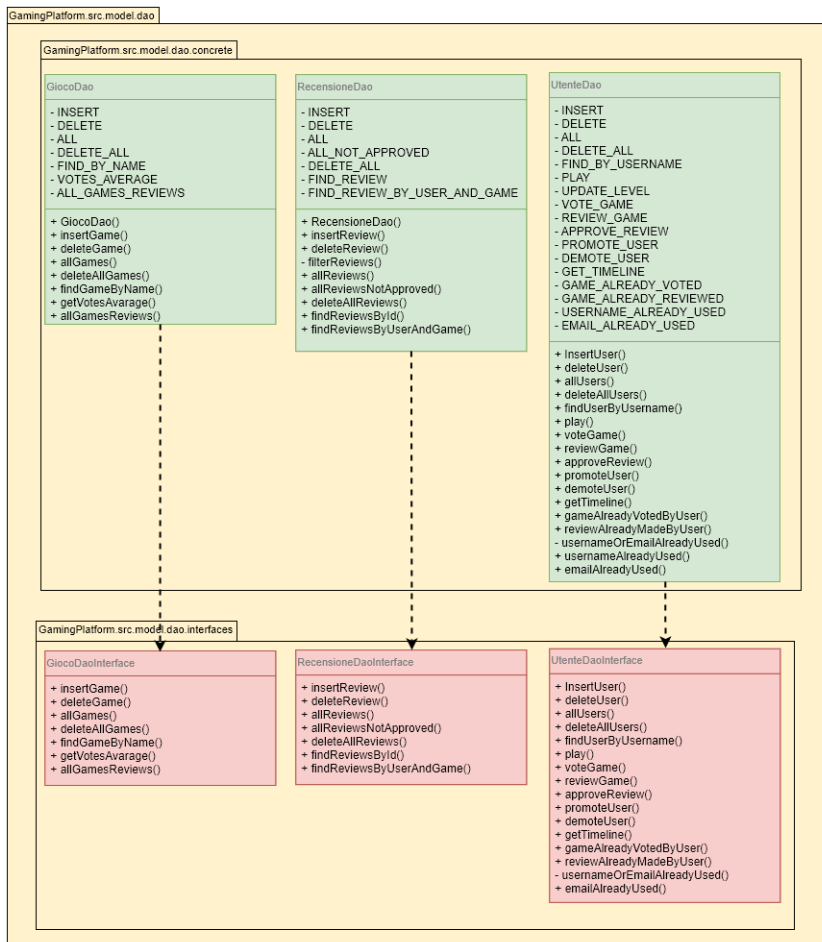 GamingPlatform.src.model.dao
GamingPlatform.src.model.dao.concrete
GiocoDao
- INSERT
- DELETE
- ALL
- DELETE_ALL
- FIND_BY_NAME
- VOTES_AVERAGE
- ALL_GAMES_REVIEWS
+ GiocoDao()
+ insertGame()
+ deleteGame()
+ allGames()
+ deleteAllGames()
+ findGameByName()
+ getVotesAvarage()
+ allGamesReviews()
RecensioneDao
- INSERT
- DELETE
- ALL
- ALL_NOT_APPROVED
- DELETE_ALL
- FIND_REVIEW
- FIND_REVIEW_BY_USER_AND_GAME
+ RecensioneDao()
+ insertReview()
+ deleteReview()
- filterReviews()
+ allReviews()
+ allReviewsNotApproved()
+ deleteAllReviews()
+ findReviewsById()
+ findReviewsByUserAndGame()
UtenteDao
- INSERT
- DELETE
- ALL
- DELETE_ALL
- FIND_BY_USERNAME
- PLAY
- UPDATE_LEVEL
- VOTE_GAME
- REVIEW_GAME
- APPROVE_REVIEW
- PROMOTE_USER
- DEMOTE_USER
- GET_TIMELINE
- GAME_ALREADY_VOTED
- GAME_ALREADY_REVIEWED
- USERNAME_ALREADY_USED
- EMAIL_ALREADY_USED
+ InsertUser()
+ deleteUser()
+ allUsers()
+ deleteAllUsers()
+ findUserByUsername()
+ play()
+ voteGame()
+ reviewGame()
+ approveReview()
+ promoteUser()
+ demoteUser()
+ getTimeline()
+ gameAlreadyVotedByUser()
+ reviewAlreadyMadeByUser()
- usernameOrEmailAlreadyUsed()
+ usernameAlreadyUsed()
+ emailAlreadyUsed()
GamingPlatform.src.model.dao.interfaces
GiocoDaoInterface
+ insertGame()
+ deleteGame()
+ allGames()
+ deleteAllGames()
+ findGameByName()
+ getVotesAvarage()
+ allGamesReviews()
RecensioneDaoInterface
+ insertReview()
+ deleteReview()
+ allReviews()
+ allReviewsNotApproved()
+ deleteAllReviews()
+ findReviewsById()
+ findReviewsByUserAndGame()
UtenteDaoInterface
+ InsertUser()
+ deleteUser()
+ allUsers()
+ deleteAllUsers()
+ findUserByUsername()
+ play()
+ voteGame()
+ reviewGame()
+ approveReview()
+ promoteUser()
+ demoteUser()
+ getTimeline()
+ gameAlreadyVotedByUser()
+ reviewAlreadyMadeByUser()
- usernameOrEmailAlreadyUsed()
+ emailAlreadyUsed()